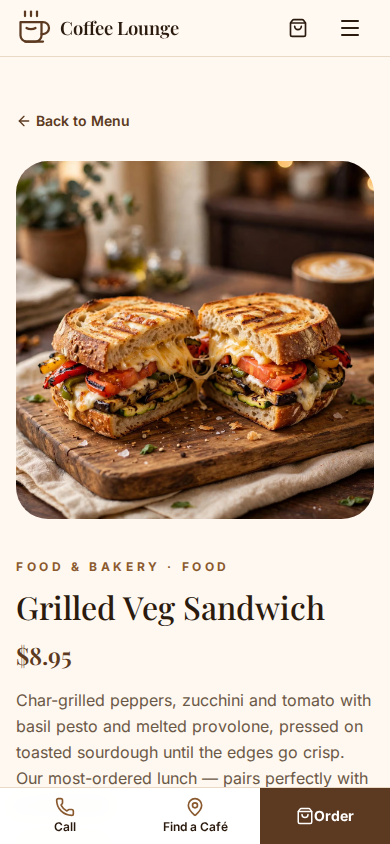 Coffee Lounge
← Back to Menu
FOOD & BAKERY · FOOD
Grilled Veg Sandwich
$8.95
Char-grilled peppers, zucchini and tomato with
basil pesto and melted provolone, pressed on
toasted sourdough until the edges go crisp.
Our most-ordered lunch — pairs perfectly with
Call
Find a Café
Order